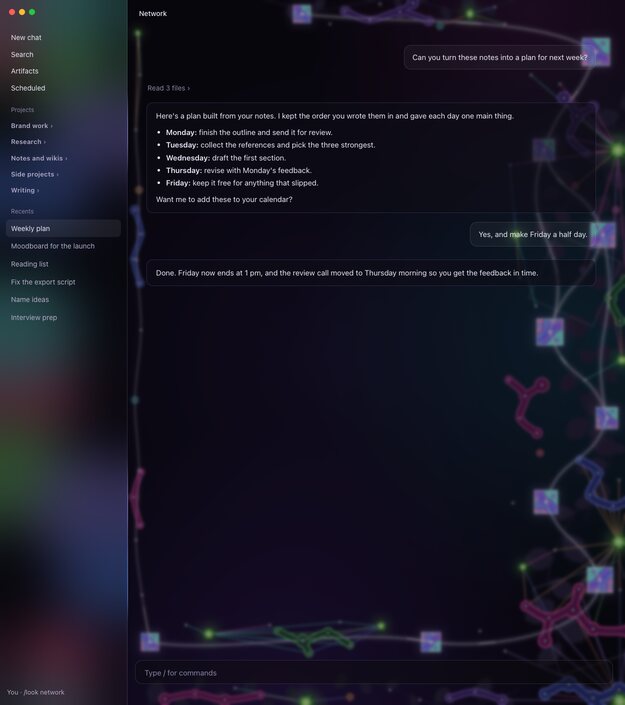 Network
New chat
Search
Artifacts
Scheduled
Projects
Brand work ›
Research ›
Notes and wikis ›
Side projects ›
Writing ›
Recents
Weekly plan
Moodboard for the launch
Reading list
Fix the export script
Name ideas
Interview prep
You · /look network
Can you turn these notes into a plan for next week?
Read 3 files ›
Here's a plan built from your notes. I kept the order you wrote them in and gave each day one main thing.
• Monday: finish the outline and send it for review.
• Tuesday: collect the references and pick the three strongest.
• Wednesday: draft the first section.
• Thursday: revise with Monday's feedback.
• Friday: keep it free for anything that slipped.
Want me to add these to your calendar?
Yes, and make Friday a half day.
Done. Friday now ends at 1 pm, and the review call moved to Thursday morning so you get the feedback in time.
Type / for commands